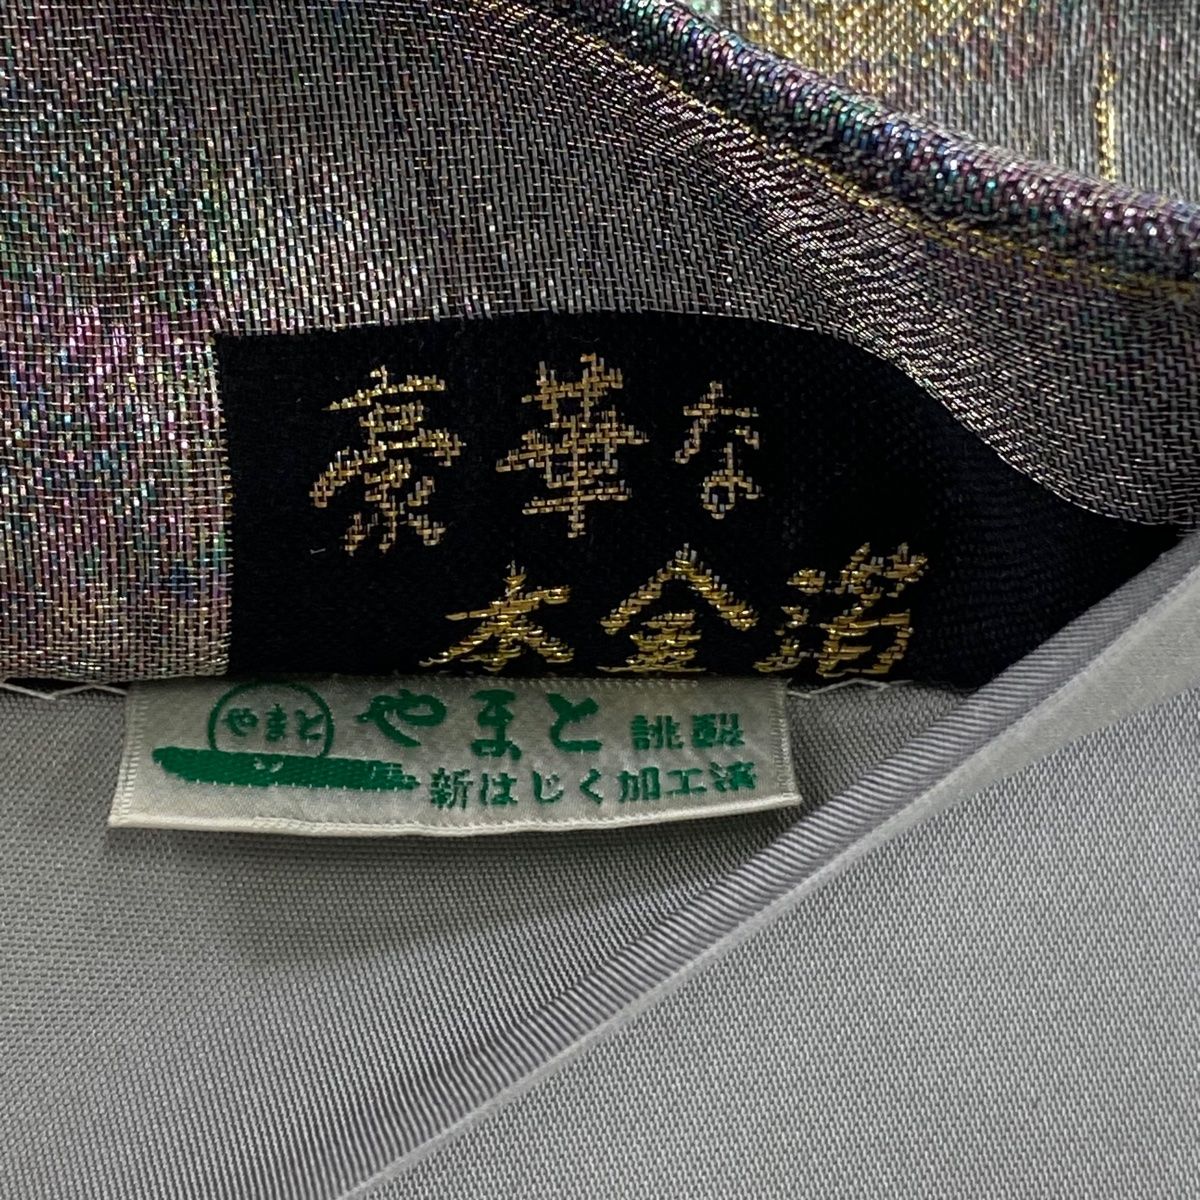 豪華な
本金箔
やまと
やまと 誂製
新はじく加工済